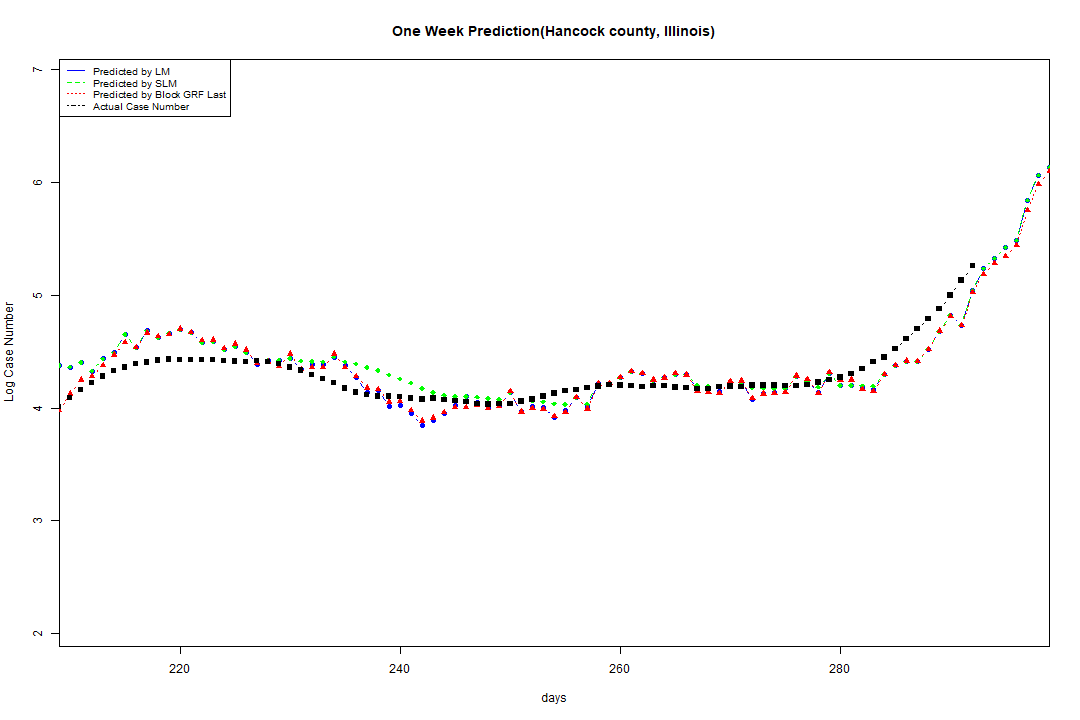 One Week Prediction(Hancock county, Illinois)
Predicted by LM
Predicted by SLM
Predicted by Block GRF Last
Actual Case Number
7
6
5
4
3
2
Log Case Number
220
240
260
280
days